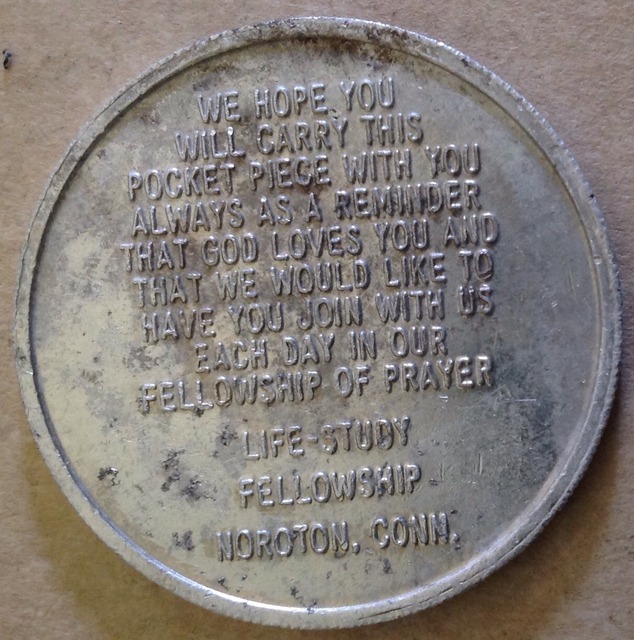 WE HOPE YOU
WILL CARRY THIS
POCKET PIECE WITH YOU
ALWAYS AS A REMINDER
THAT GOD LOVES YOU AND
THAT WE WOULD LIKE TO
HAVE YOU JOIN WITH US
EACH DAY IN OUR
FELLOWSHIP OF PRAYER
LIFE-STUDY
FELLOWSHIP
NOROTON, CONN.